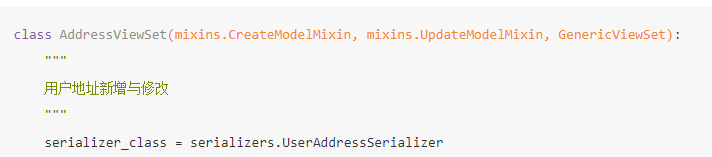 class AddressViewSet(mixins.CreateModelMixin, mixins.UpdateModelMixin, GenericViewSet):
"""
用户地址新增与修改
"""
serializer_class = serializers.UserAddressSerializer